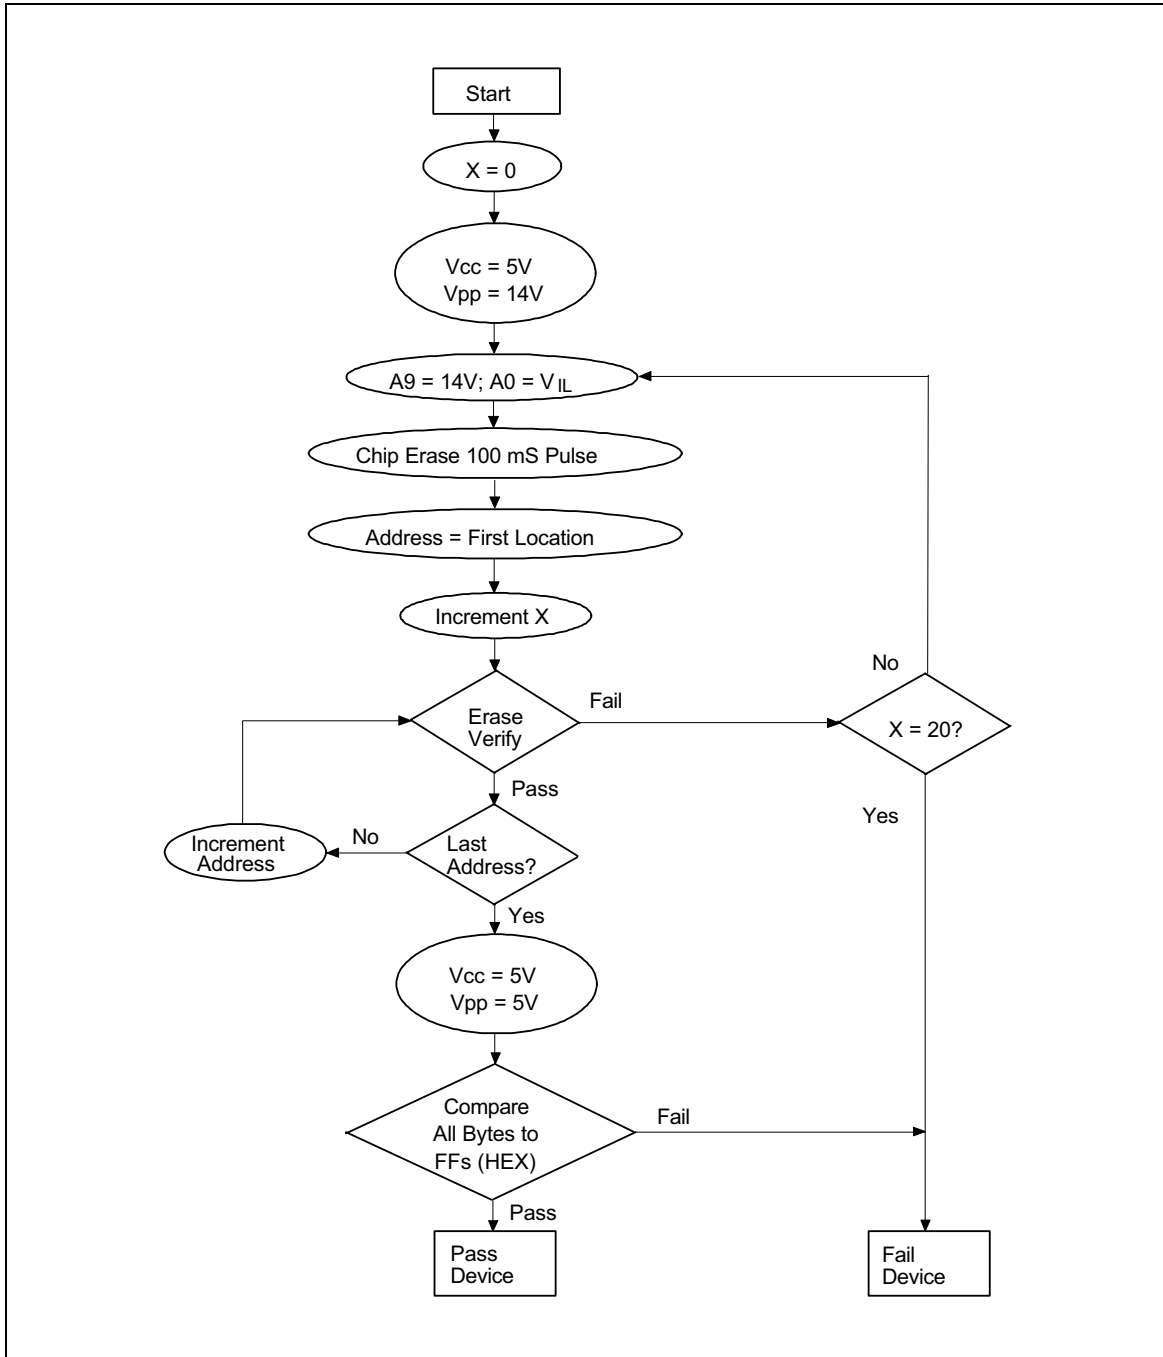 Start
X = 0
Vcc = 5V
Vpp = 14V
A9 = 14V; A0 = VIL
Chip Erase 100 mS Pulse
Address = First Location
Increment X
Erase
Verify
Fail
No
X = 20?
Yes
Pass
Last
Address?
No
Increment
Address
Yes
Vcc = 5V
Vpp = 5V
Compare
All Bytes to
FFs (HEX)
Fail
Pass
Pass
Device
Fail
Device